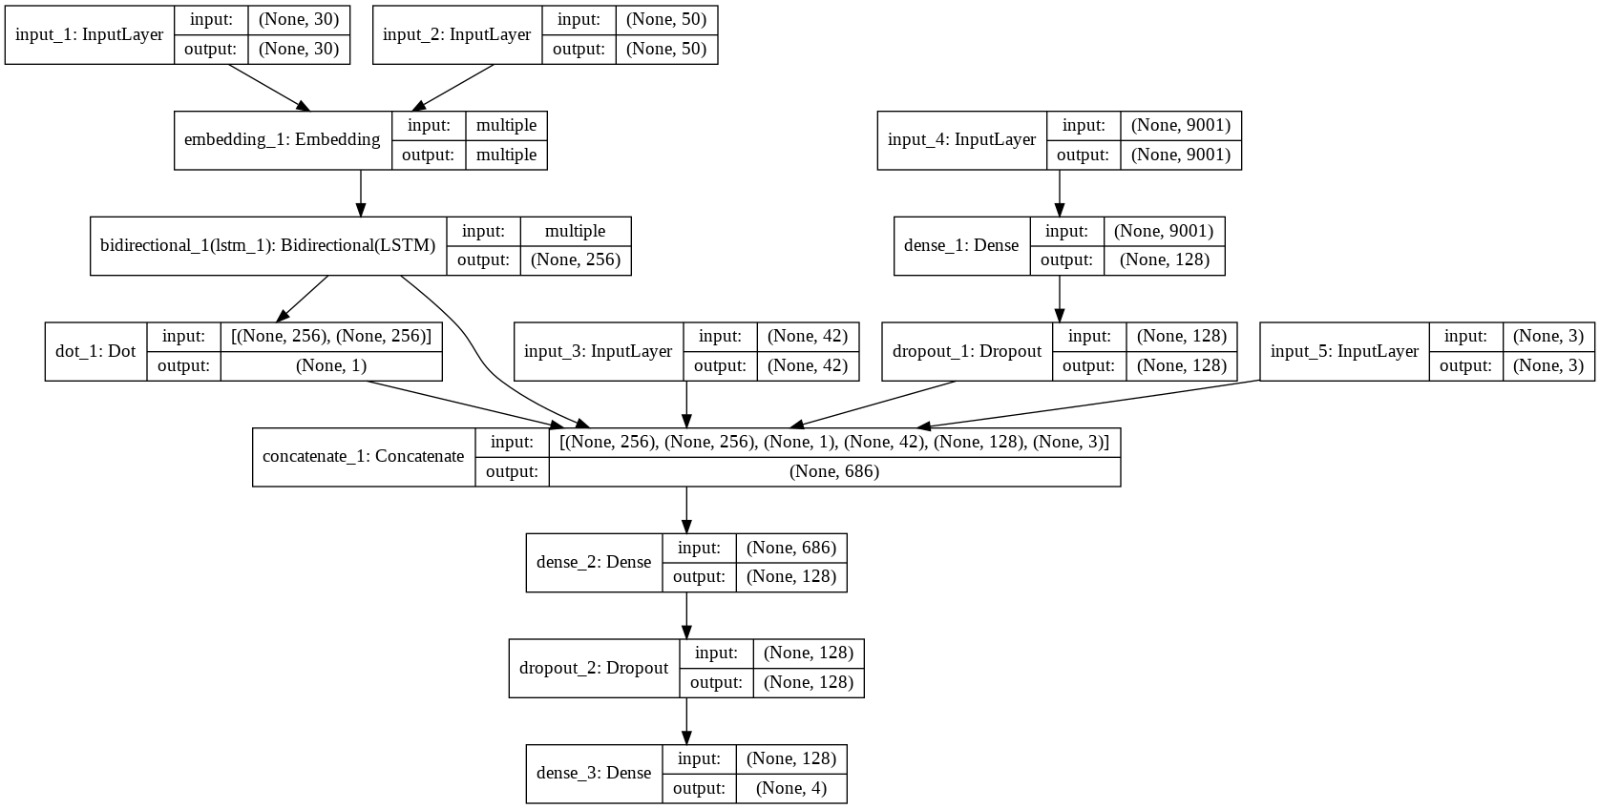 input_1: InputLayer
input: (None, 30)
output: (None, 30)
input_2: InputLayer
input: (None, 50)
output: (None, 50)
embedding_1: Embedding
input: multiple
output: multiple
input_4: InputLayer
input: (None, 9001)
output: (None, 9001)
bidirectional_1(lstm_1): Bidirectional(LSTM)
input: multiple
output: (None, 256)
dense_1: Dense
input: (None, 9001)
output: (None, 128)
dot_1: Dot
input: [(None, 256), (None, 256)]
output: (None, 1)
input_3: InputLayer
input: (None, 42)
output: (None, 42)
dropout_1: Dropout
input: (None, 128)
output: (None, 128)
input_5: InputLayer
input: (None, 3)
output: (None, 3)
concatenate_1: Concatenate
input: [(None, 256), (None, 256), (None, 1), (None, 42), (None, 128), (None, 3)]
output: (None, 686)
dense_2: Dense
input: (None, 686)
output: (None, 128)
dropout_2: Dropout
input: (None, 128)
output: (None, 128)
dense_3: Dense
input: (None, 128)
output: (None, 4)